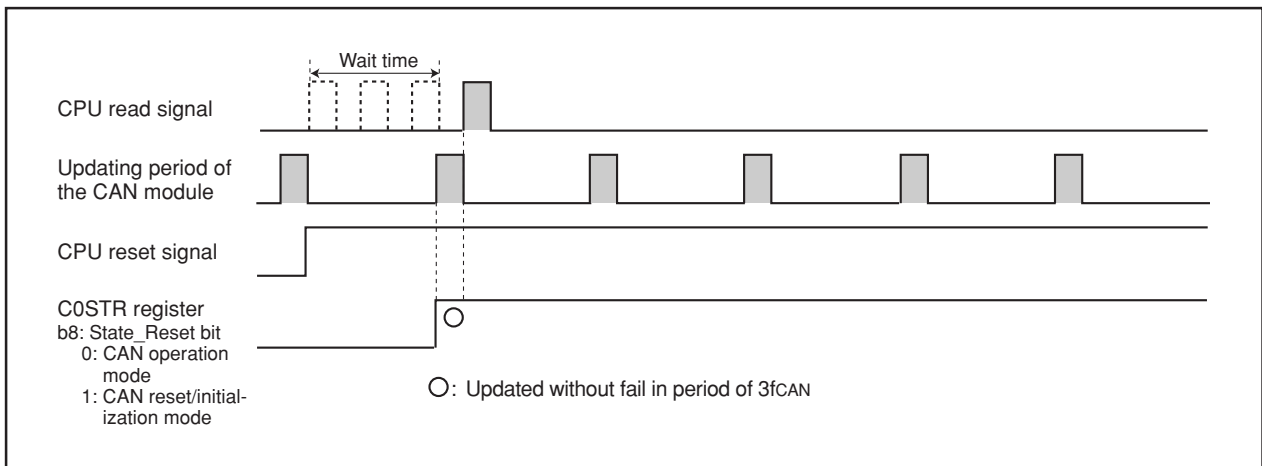 Wait time
CPU read signal
Updating period of
the CAN module
CPU reset signal
C0STR register
b8: State_Reset bit
0: CAN operation
mode
1: CAN reset/initial-
ization mode
○: Updated without fail in period of 3fCAN